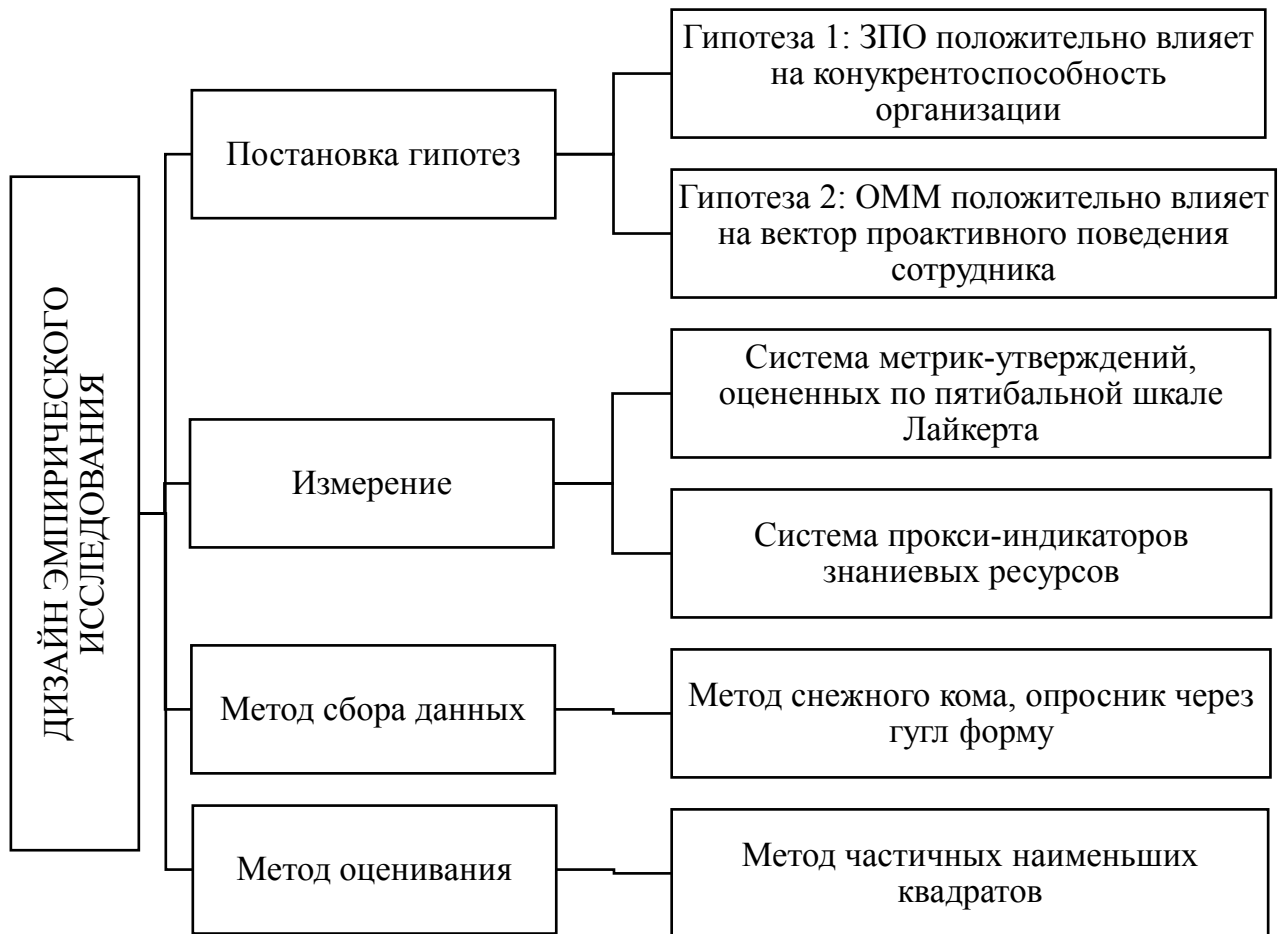 ДИЗАЙН ЭМПИРИЧЕСКОГО
ИССЛЕДОВАНИЯ
Постановка гипотез
Гипотеза 1: ЗПО положительно влияет
на конукрентоспособность
организации
Гипотеза 2: ОММ положительно влияет
на вектор проактивного поведения
сотрудника
Измерение
Система метрик-утверждений,
оцененных по пятибальной шкале
Лайкерта
Система прокси-индикаторов
знаниевых ресурсов
Метод сбора данных
Метод снежного кома, опросник через
гугл форму
Метод оценивания
Метод частичных наименьших
квадратов